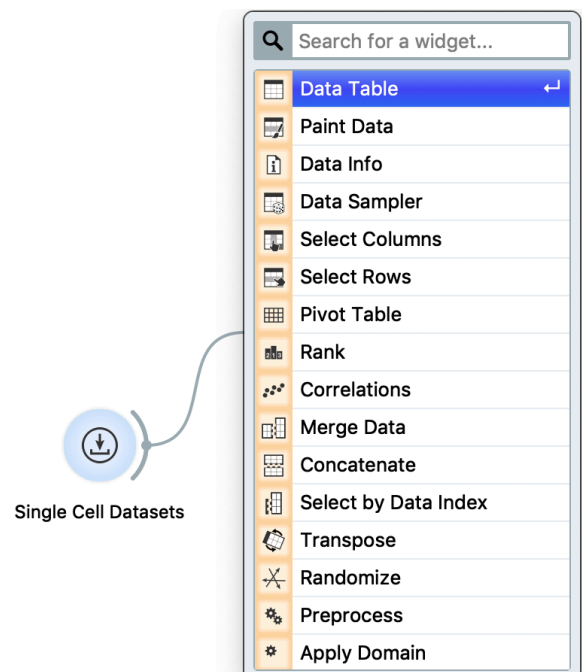 Search for a widget...
Data Table
Paint Data
Data Info
Data Sampler
Select Columns
Select Rows
Pivot Table
Rank
Correlations
Merge Data
Concatenate
Select by Data Index
Transpose
Randomize
Preprocess
Apply Domain
Single Cell Datasets